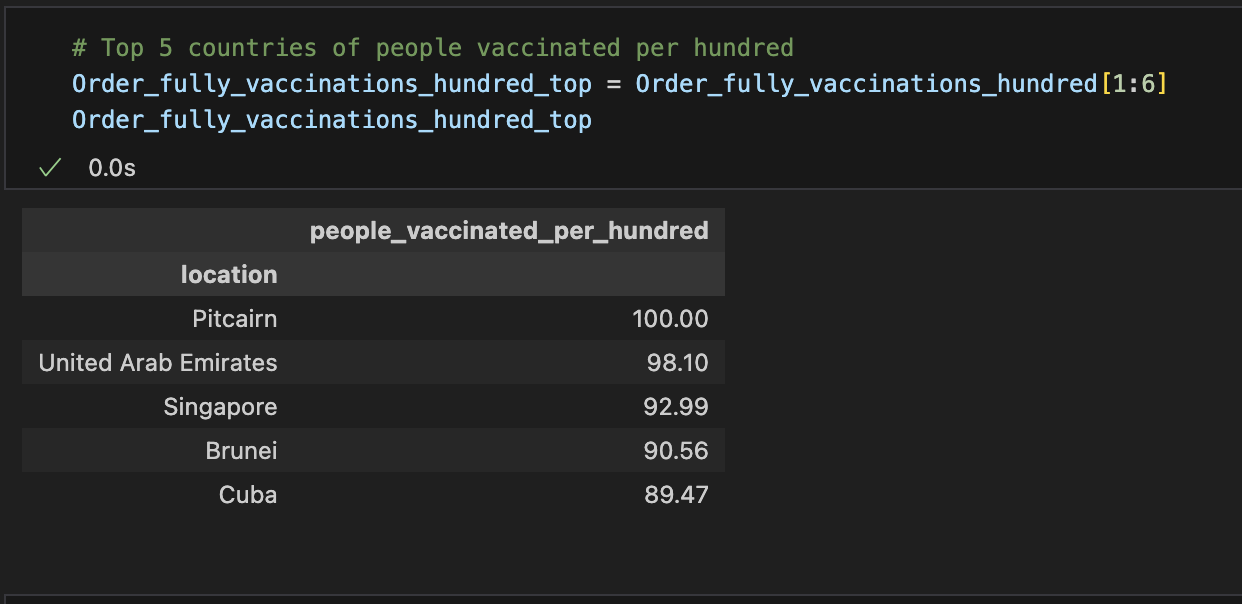 # Top 5 countries of people vaccinated per hundred
Order_fully_vaccinations_hundred_top = Order_fully_vaccinations_hundred[1:6]
Order_fully_vaccinations_hundred_top
0.0s
people_vaccinated_per_hundred
location
Pitcairn 100.00
United Arab Emirates 98.10
Singapore 92.99
Brunei 90.56
Cuba 89.47